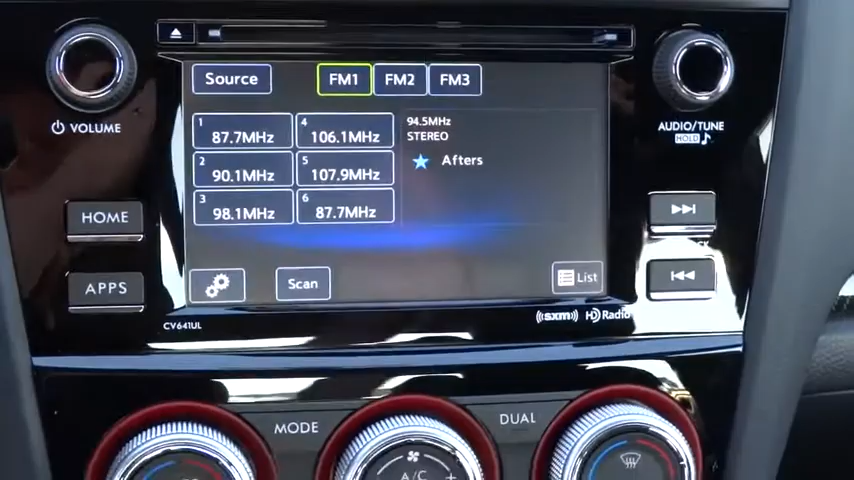 Source
FM1
FM2
FM3
1 87.7MHz
4 106.1MHz
2 90.1MHz
5 107.9MHz
3 98.1MHz
6 87.7MHz
94.5MHz
STEREO
Afters
Scan
List
VOLUME
HOME
APPS
AUDIO/TUNE
HOLD
CV641UL
sxm
HD Radio
MODE
DUAL
A/C
+